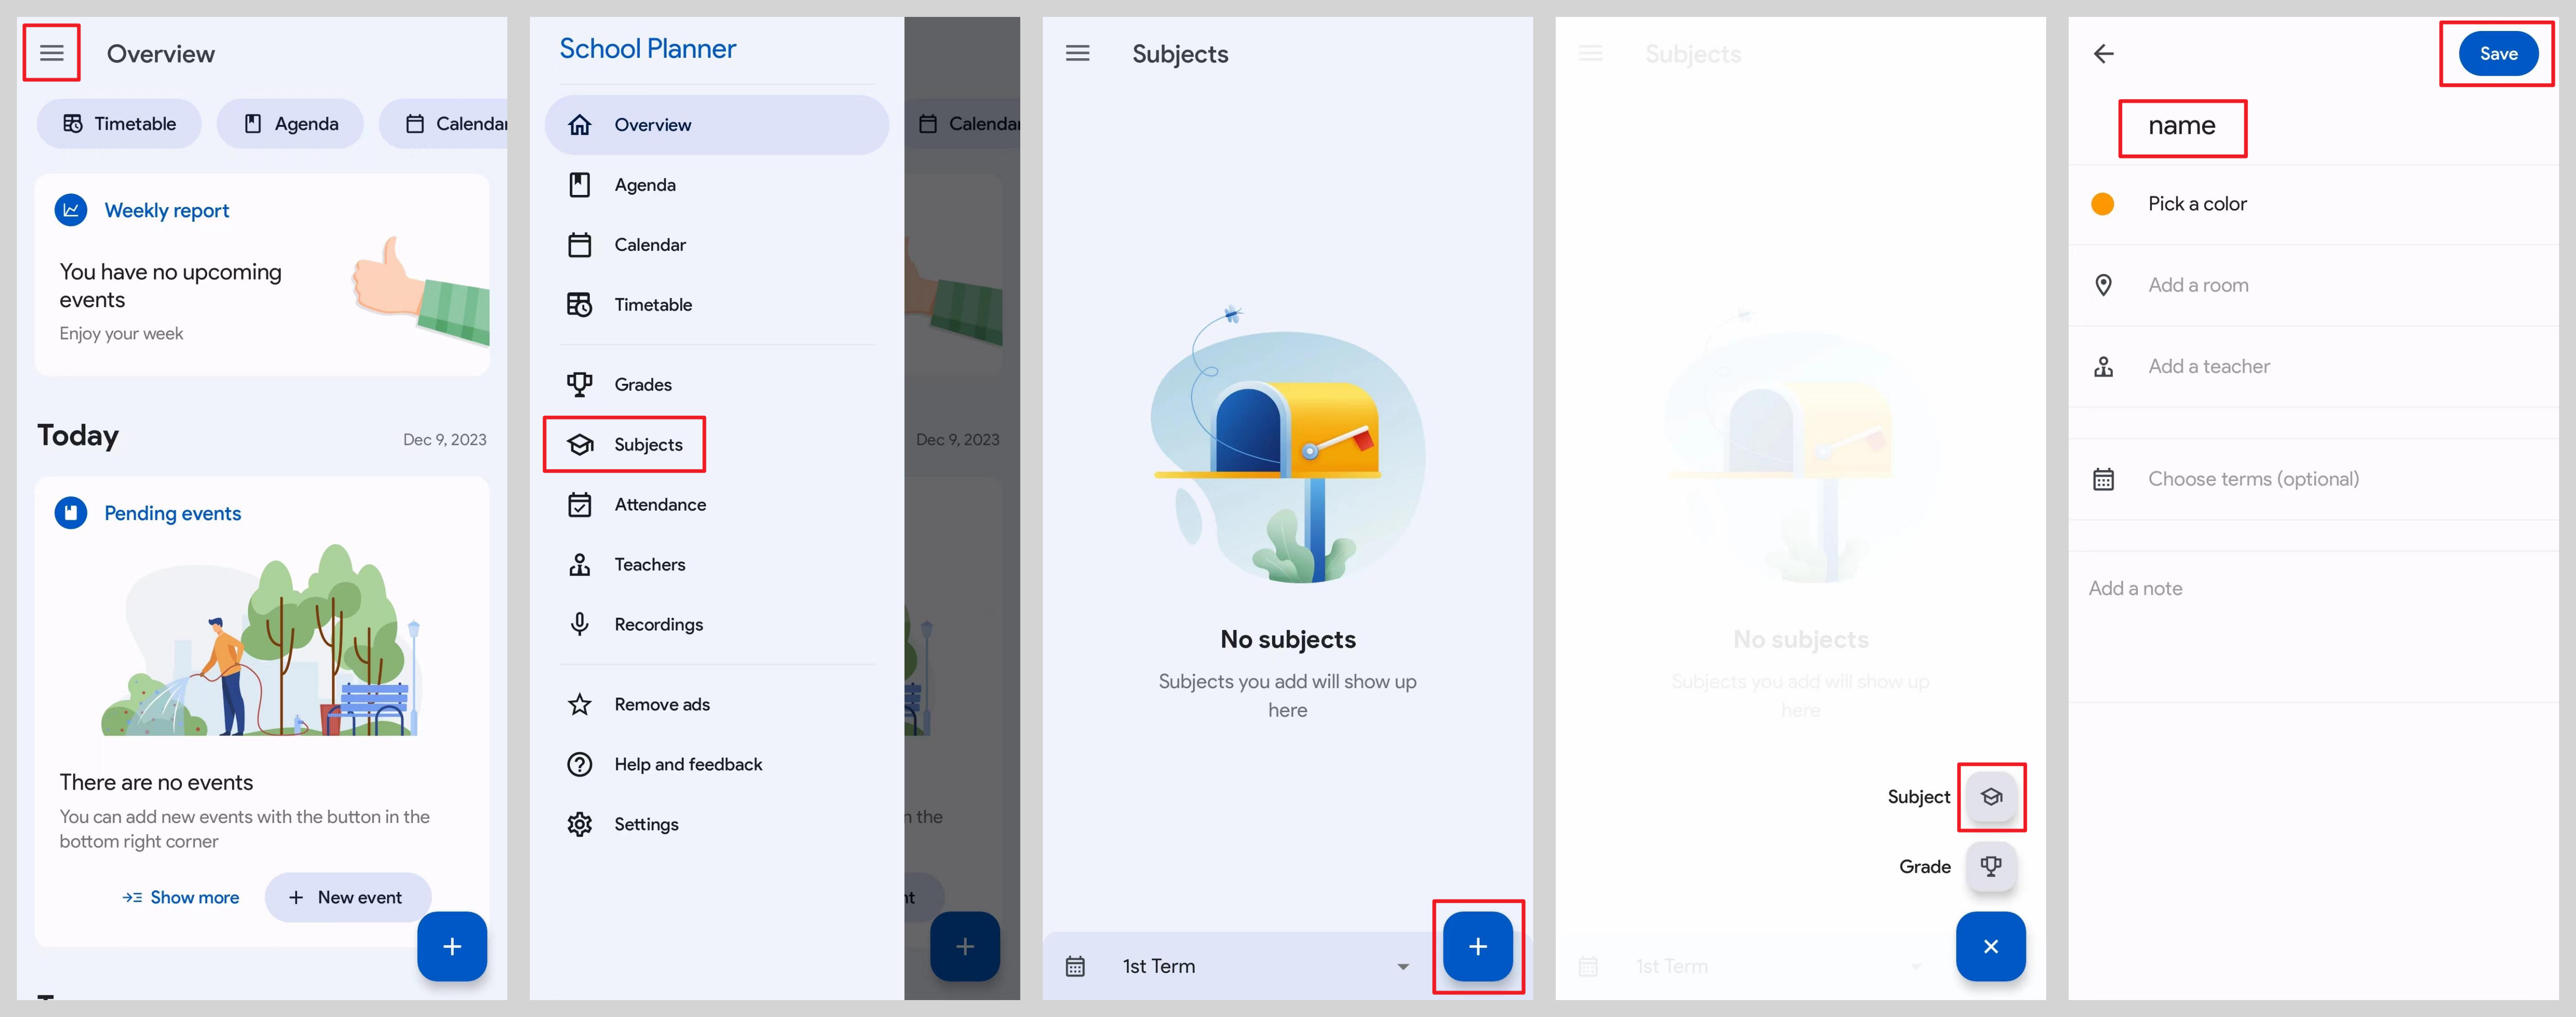 Overview
Timetable
Agenda
Calendar
Weekly report
You have no upcoming
events
Enjoy your week
Today
Dec 9, 2023
Pending events
There are no events
You can add new events with the button in the
bottom right corner
Show more
New event
School Planner
Overview
Agenda
Calendar
Timetable
Grades
Subjects
Attendance
Teachers
Recordings
Remove ads
Help and feedback
Settings
Calendar
Dec 9, 2023
the
Subjects
No subjects
Subjects you add will show up
here
1st Term
Subjects
No subjects
Subjects you add will show up
here
Subject
Grade
1st Term
Save
name
Pick a color
Add a room
Add a teacher
Choose terms (optional)
Add a note